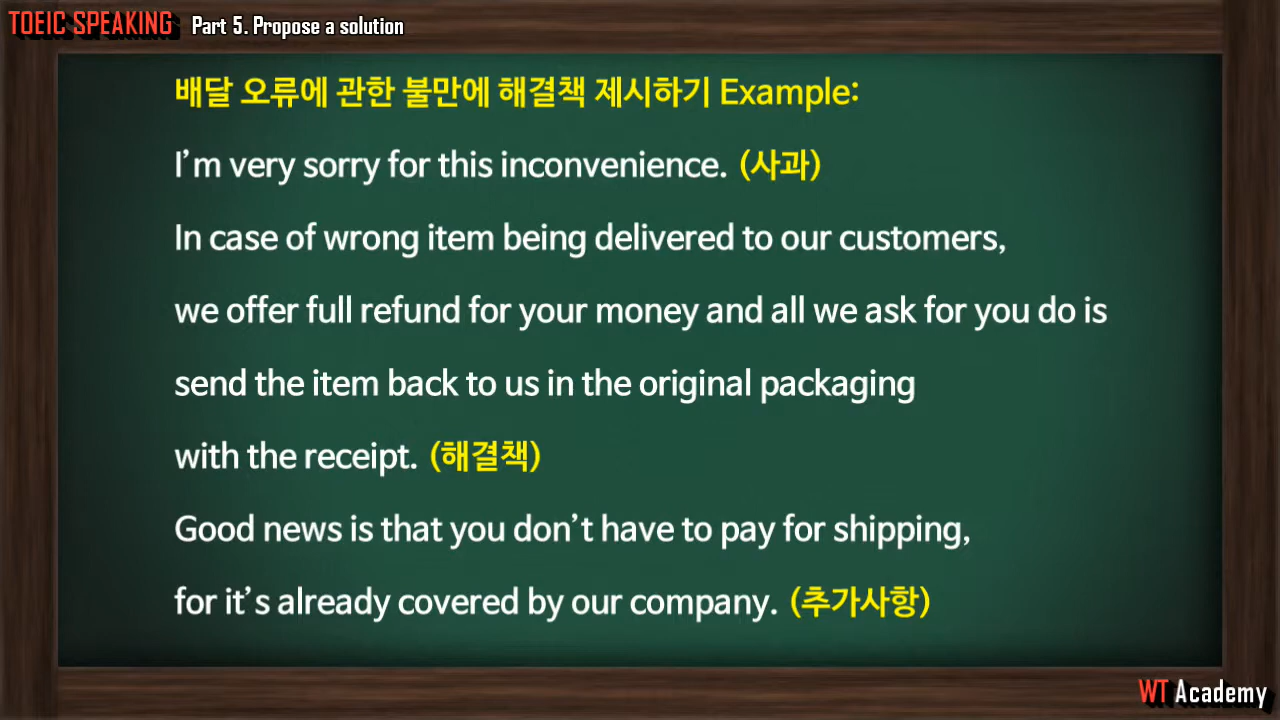 TOEIC SPEAKING Part 5. Propose a solution
배달 오류에 관한 불만에 해결책 제시하기 Example:
I'm very sorry for this inconvenience. (사과)
In case of wrong item being delivered to our customers,
we offer full refund for your money and all we ask for you do is
send the item back to us in the original packaging
with the receipt. (해결책)
Good news is that you don't have to pay for shipping,
for it's already covered by our company. (추가사항)
WT Academy